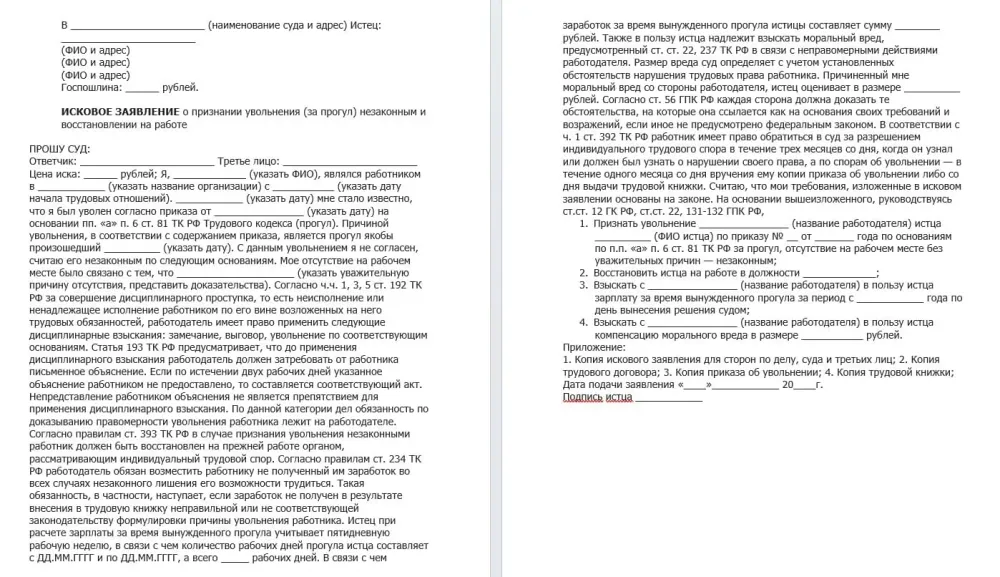 В ________________________ (наименование суда и адрес) Истец:
________________________
(ФИО и адрес)
(ФИО и адрес)
(ФИО и адрес)
Госпошлина: ______ рублей.
ИСКОВОЕ ЗАЯВЛЕНИЕ о признании увольнения (за прогул) незаконным и
восстановлении на работе
ПРОШУ СУД:
Ответчик: ________________________ Третье лицо: ________________________
Цена иска: ______ рублей; Я, _____________ (указать ФИО), являлся работником
в ____________ (указать название организации) с ___________ (указать дату
начала трудовых отношений). ____________ (указать дату) мне стало известно,
что я был уволен согласно приказа от ________________ (указать дату) на
основании пп. «а» п. 6 ст. 81 ТК РФ Трудового кодекса (прогул). Причиной
увольнения, в соответствии с содержанием приказа, является прогул якобы
произошедший __________ (указать дату). С данным увольнением я не согласен,
считаю его незаконным по следующим основаниям. Мое отсутствие на рабочем
месте было связано с тем, что _____________________ (указать уважительную
причину отсутствия, представить доказательства). Согласно ч.ч. 1, 3, 5 ст. 192 ТК
РФ за совершение дисциплинарного проступка, то есть неисполнение или
ненадлежащее исполнение работником по его вине возложенных на него
трудовых обязанностей, работодатель имеет право применить следующие
дисциплинарные взыскания: замечание, выговор, увольнение по соответствующим
основаниям. Статья 193 ТК РФ предусматривает, что до применения
дисциплинарного взыскания работодатель должен затребовать от работника
письменное объяснение. Если по истечении двух рабочих дней указанное
объяснение работником не предоставлено, то составляется соответствующий акт.
Непредставление работником объяснения не является препятствием для
применения дисциплинарного взыскания. По данной категории дел обязанность по
доказыванию правомерности увольнения работника лежит на работодателе.
Согласно правилам ст. 393 ТК РФ в случае признания увольнения незаконными
работник должен быть восстановлен на прежней работе органом,
рассматривающим индивидуальный трудовой спор. Согласно правилам ст. 234 ТК
РФ работодатель обязан возместить работнику не полученный им заработок во
всех случаях незаконного лишения его возможности трудиться. Такая
обязанность, в частности, наступает, если заработок не получен в результате
внесения в трудовую книжку неправильной или не соответствующей
законодательству формулировки причины увольнения работника. Истец при
расчете зарплаты за время вынужденного прогула учитывает пятидневную
рабочую неделю, в связи с чем количество рабочих дней прогула истца составляет
с ДД.ММ.ГГГГ и по ДД.ММ.ГГГГ, а всего _____ рабочих дней. В связи с чем
заработок за время вынужденного прогула истицы составляет сумму ________
рублей. Также в пользу истца надлежит взыскать моральный вред,
предусмотренный ст. ст. 22, 237 ТК РФ в связи с неправомерными действиями
работодателя. Размер вреда суд определяет с учетом установленных
обстоятельств нарушения трудовых права работника. Причиненный мне
моральный вред со стороны работодателя, истец оценивает в размере __________
рублей. Согласно ст. 56 ГПК РФ каждая сторона должна доказать те
обстоятельства, на которые она ссылается как на основания своих требований и
возражений, если иное не предусмотрено федеральным законом. В соответствии с
ч. 1 ст. 392 ТК РФ работник имеет право обратиться в суд за разрешением
индивидуального трудового спора в течение трех месяцев со дня, когда он узнал
или должен был узнать о нарушении своего права, а по спорам об увольнении — в
течение одного месяца со дня вручения ему копии приказа об увольнении либо со
дня выдачи трудовой книжки. Считаю, что мои требования, изложенные в исковом
заявлении основаны на законе. На основании вышеизложенного, руководствуясь
ст.ст. 12 ГК РФ, ст.ст. 22, 131-132 ГПК РФ,
1. Признать увольнение ________________ (название работодателя) истца
__________ (ФИО истца) по приказу № __ от _______ года по основаниям
по п.п. «а» п. 6 ст. 81 ТК РФ за прогул, отсутствие на рабочем месте без
уважительных причин — незаконным;
2. Восстановить истца на работе в должности _____________;
3. Взыскать с ________________ (название работодателя) в пользу истца
зарплату за время вынужденного прогула за период с ____________ года по
день вынесения решения судом;
4. Взыскать с ________________ (название работодателя) в пользу истца
компенсацию морального вреда в размере ___________ рублей.
Приложение:
1. Копия искового заявления для сторон по делу, суда и третьих лиц; 2. Копия
трудового договора; 3. Копия приказа об увольнении; 4. Копия трудовой книжки;
Дата подачи заявления «____»____________ 20____г.
Подпись истца ____________